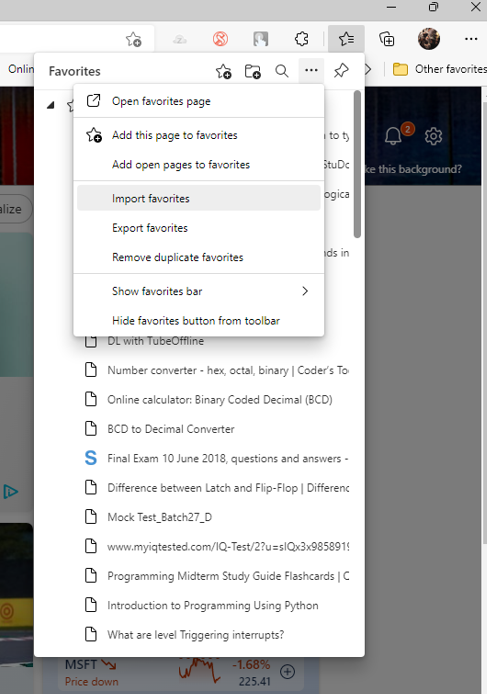 Onlin
Favorites
Other favorites
Open favorites page
Add this page to favorites
n to ty
Add open pages to favorites
StuDo
2
ke this background?
Import favorites
ogica
alize
Export favorites
Remove duplicate favorites
nds in
Show favorites bar
Hide favorites button from toolbar
DL with TubeOffline
Number converter - hex, octal, binary | Coder's To
Online calculator: Binary Coded Decimal (BCD)
BCD to Decimal Converter
S Final Exam 10 June 2018, questions and answers -
Difference between Latch and Flip-Flop | Differenc
Mock Test_Batch27_D
www.myiqtested.com/IQ-Test/2?u=sIQx3x9858919
Programming Midterm Study Guide Flashcards | C
Introduction to Programming Using Python
What are level Triggering interrupts?
MSFT -1.68%
Price down 225.41